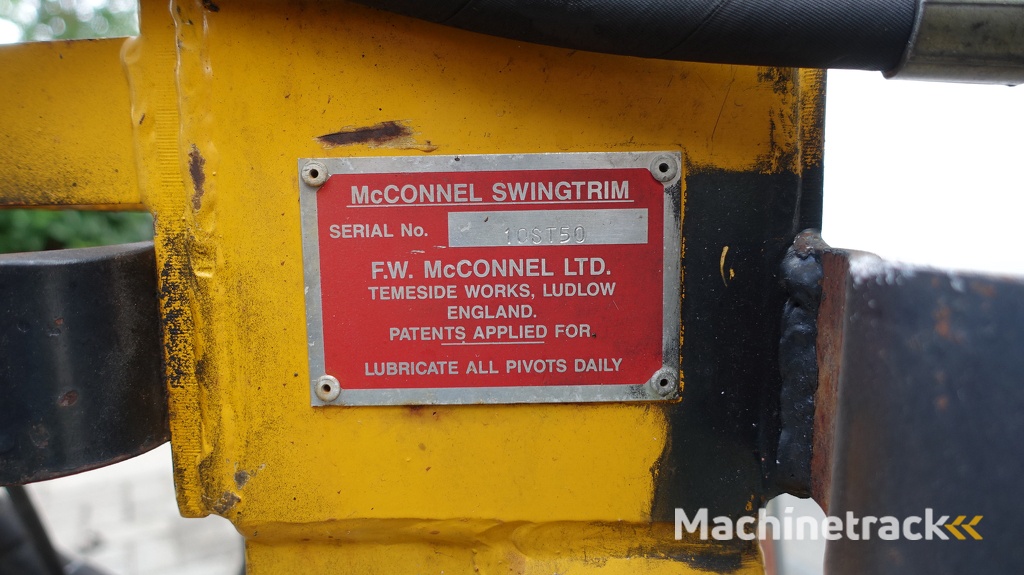 McCONNEL SWINGTRIM
SERIAL No. 10ST50
F.W. McCONNEL LTD.
TEMESIDE WORKS, LUDLOW
ENGLAND.
PATENTS APPLIED FOR.
LUBRICATE ALL PIVOTS DAILY
Machinetrack